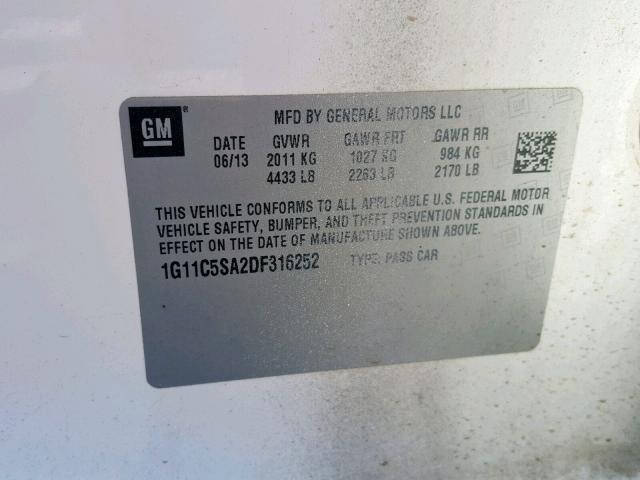 GM®
MFD BY GENERAL MOTORS LLC
DATE GVWR GAWR FRT GAWR RR
06/13 2011 KG 1027 KG 984 KG
4433 LB 2263 LB 2170 LB
THIS VEHICLE CONFORMS TO ALL APPLICABLE U.S. FEDERAL MOTOR
VEHICLE SAFETY, BUMPER, AND THEFT PREVENTION STANDARDS IN
EFFECT ON THE DATE OF MANUFACTURE SHOWN ABOVE.
1G11C5SA2DF316252 TYPE: PASS CAR